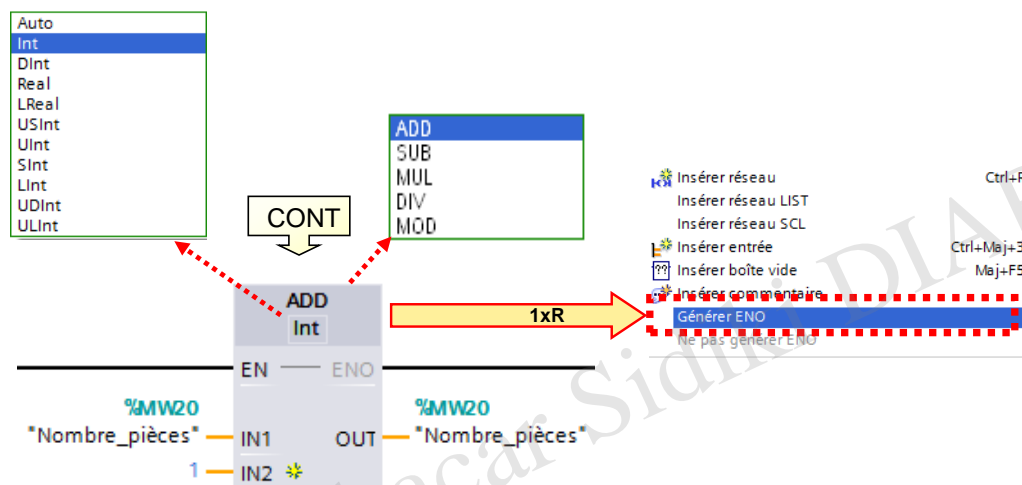 Auto
Int
DInt
Real
LReal
USInt
UInt
SInt
LInt
UDInt
ULInt
ADD
SUB
MUL
DIV
MOD
CONT
ADD
Int
EN
ENO
%MW20
"Nombre_pièces"
IN1
1
IN2
OUT
%MW20
"Nombre_pièces"
1xR
Insérer réseau
Insérer réseau LIST
Insérer réseau SCL
Insérer entrée Ctrl+Maj+3
Insérer boîte vide Maj+F5
Insérer commentaire
Générer ENO
Ne pas générer ENO
Sidiki